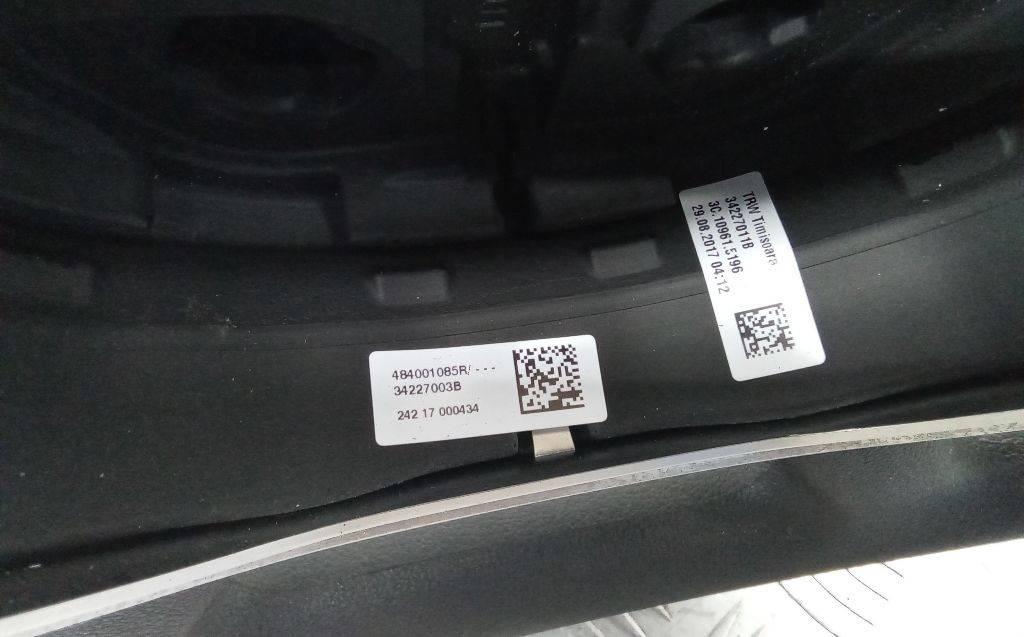 484001085R/ ---
34227003B
242 17 000434
TRW Timisoara
34227011B
3C.10961.5196
29.08.2017 04:12